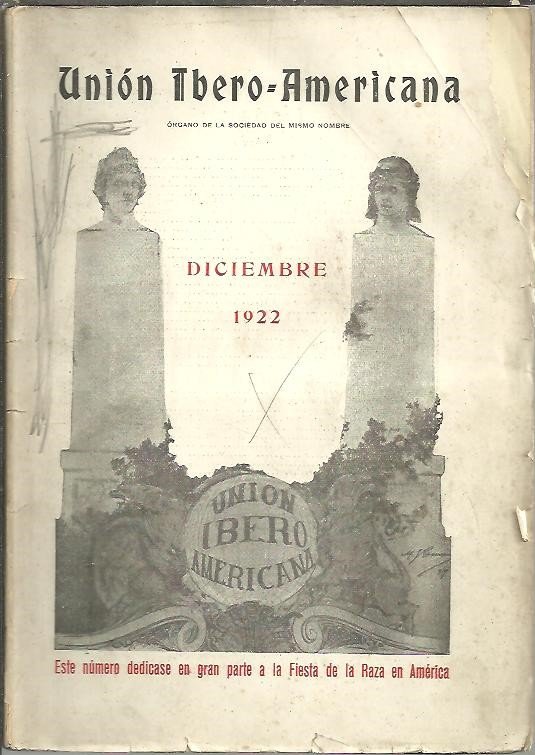 Unión Ibero-Americana
ÓRGANO DE LA SOCIEDAD DEL MISMO NOMBRE
DICIEMBRE
1922
UNION
IBERO
AMERICANA
Este número dedicase en gran parte a la Fiesta de la Raza en América